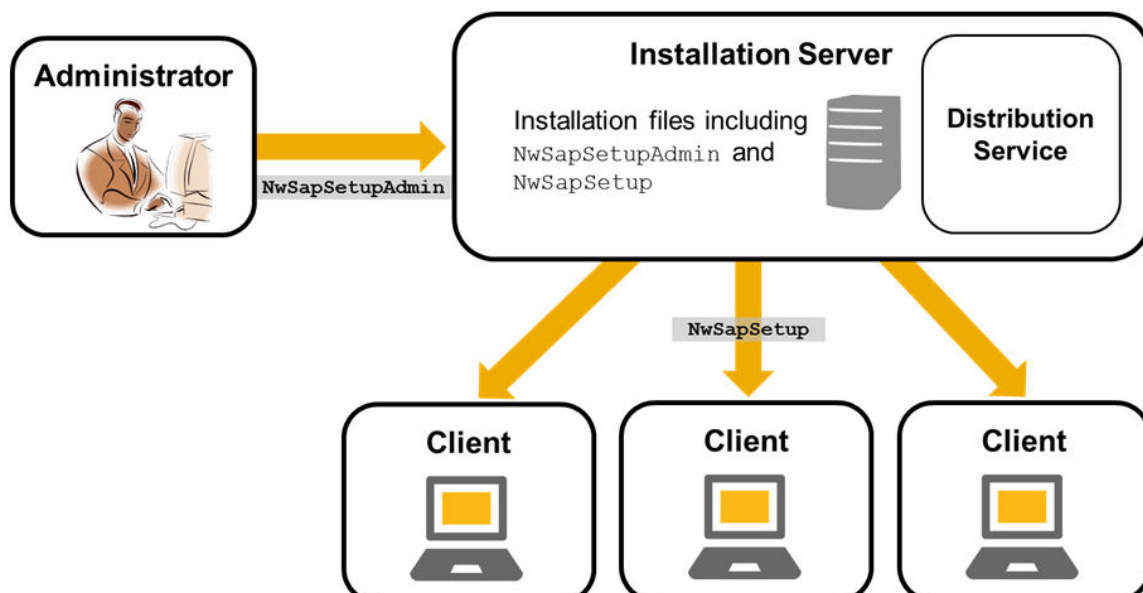 Administrator
NwSapSetupAdmin
Installation Server
Installation files including
NwSapSetupAdmin and
NwSapSetup
Distribution
Service
NwSapSetup
Client
Client
Client